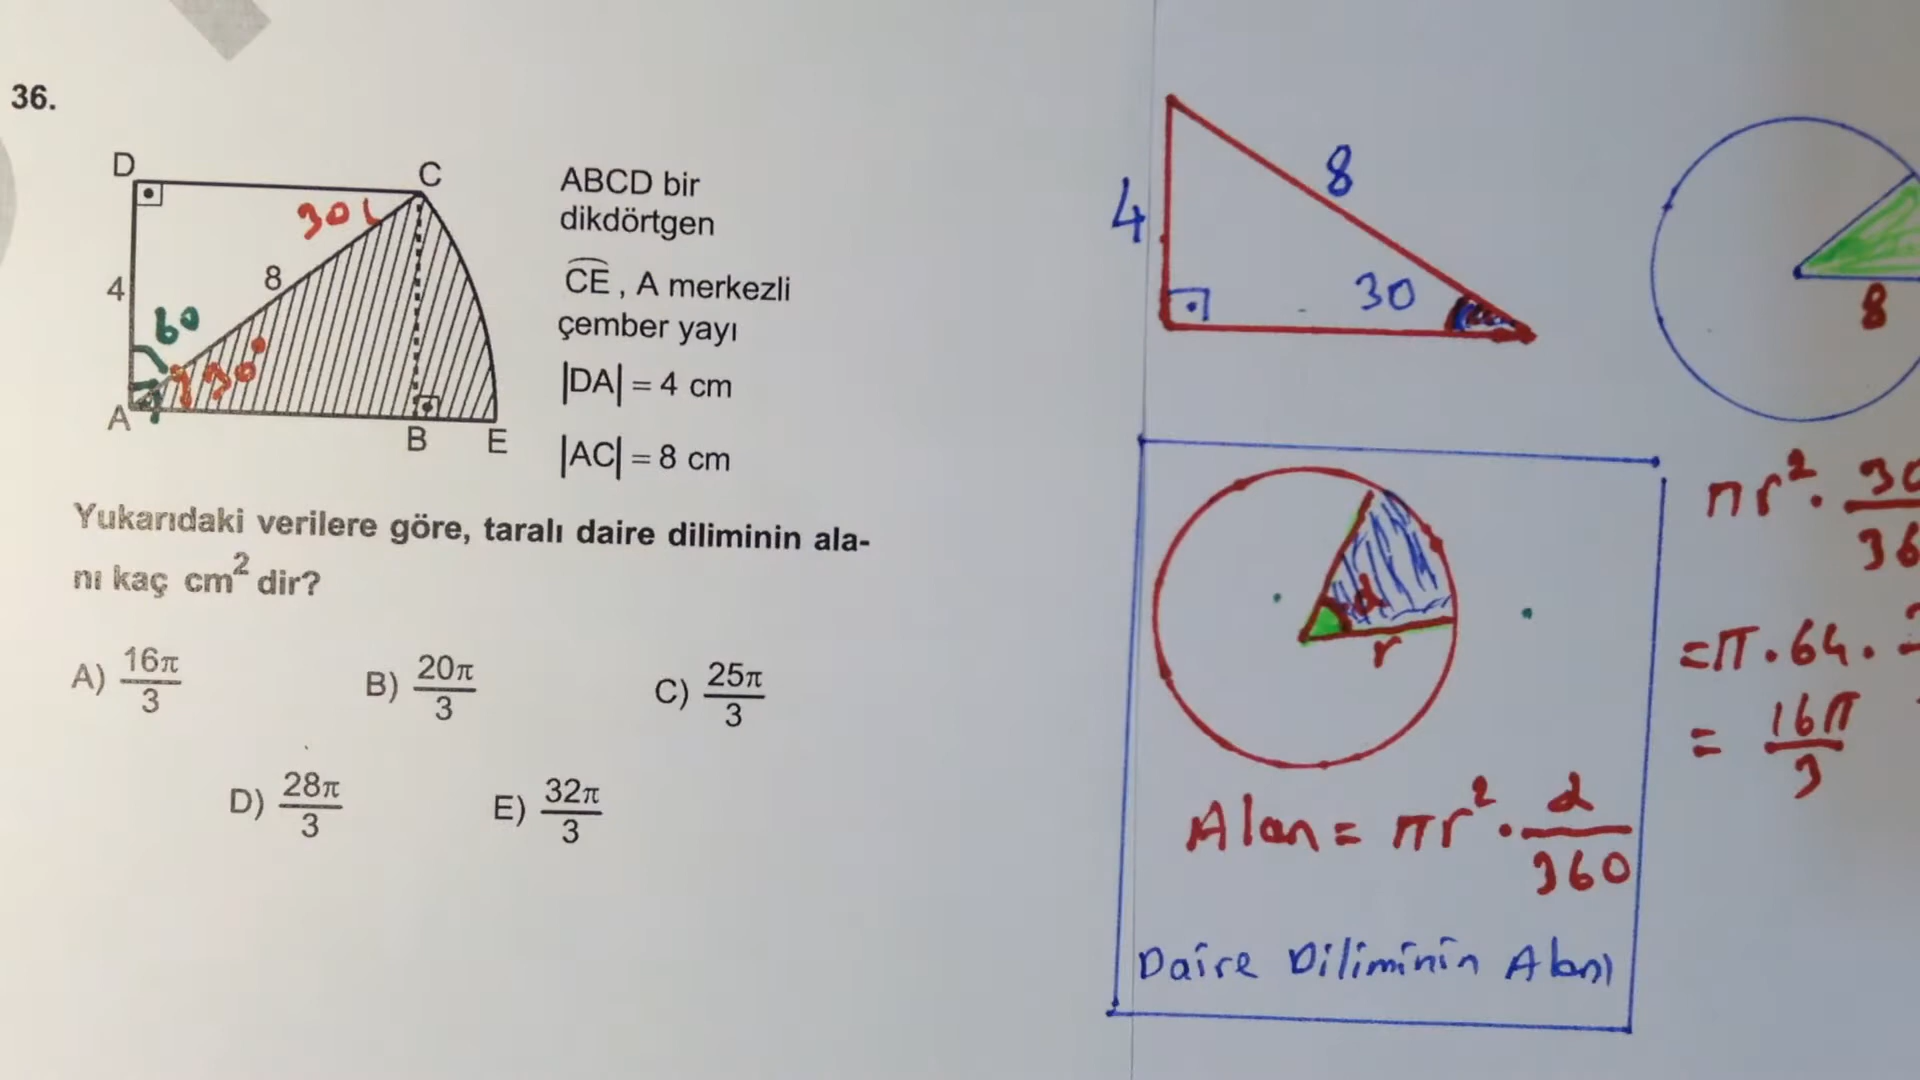 36.
D
C
30
4
8
60
30°
A
B
E
ABCD bir
dikdörtgen
CE, A merkezli
çember yayı
|DA| = 4 cm
|AC| = 8 cm
Yukarıdaki verilere göre, taralı daire diliminin ala-
nı kaç cm² dir?
A) 16π/3
B) 20π/3
C) 25π/3
D) 28π/3
E) 32π/3
4
8
30
8
α
r
Alan = πr² · α/360
Daire Diliminin Alanı
πr² ·
= π · 64 ·
= 16π/3